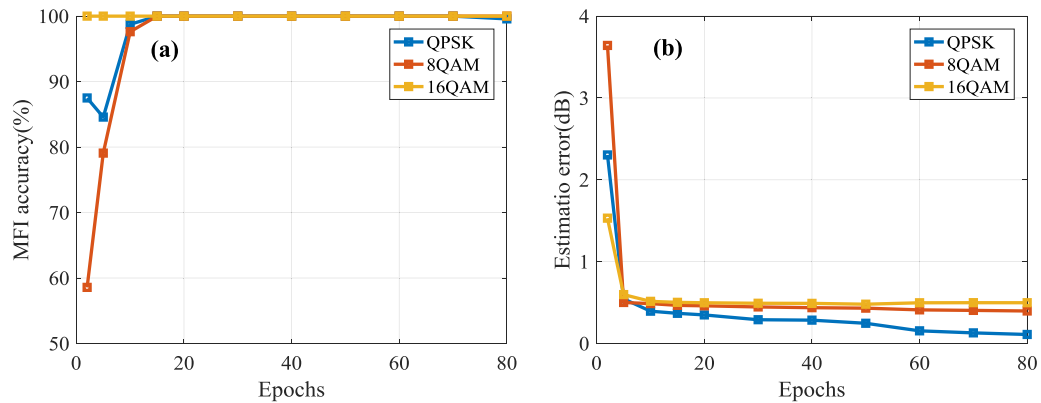 (a)
QPSK
8QAM
16QAM
MFI accuracy(%)
100
90
80
70
60
50
0
20
40
60
80
Epochs
(b)
QPSK
8QAM
16QAM
Estimatio error(dB)
4
3
2
1
0
0
20
40
60
80
Epochs